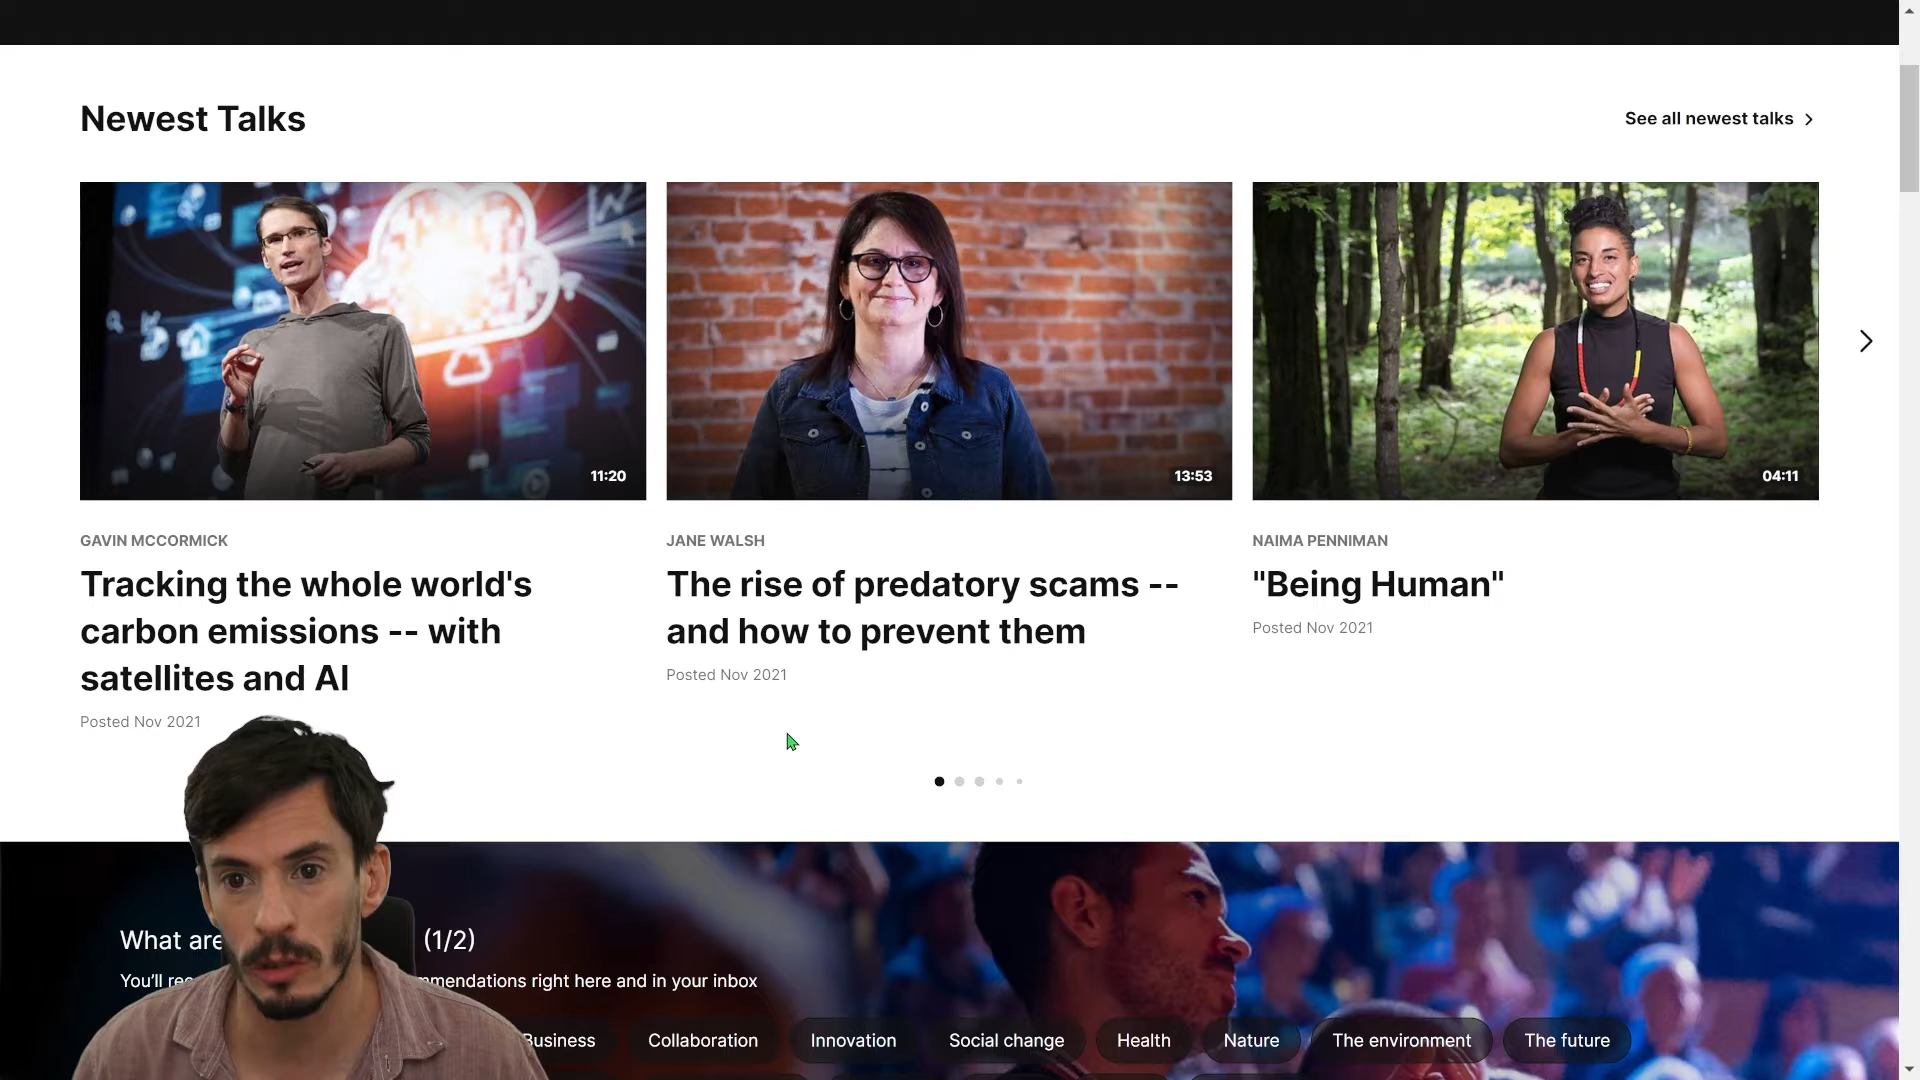 Newest Talks
See all newest talks
11:20
13:53
04:11
GAVIN MCCORMICK
Tracking the whole world's
carbon emissions -- with
satellites and AI
Posted Nov 2021
JANE WALSH
The rise of predatory scams --
and how to prevent them
Posted Nov 2021
NAIMA PENNIMAN
"Being Human"
Posted Nov 2021
What are (1/2)
You'll right here and in your inbox
Business
Collaboration
Innovation
Social change
Health
Nature
The environment
The future